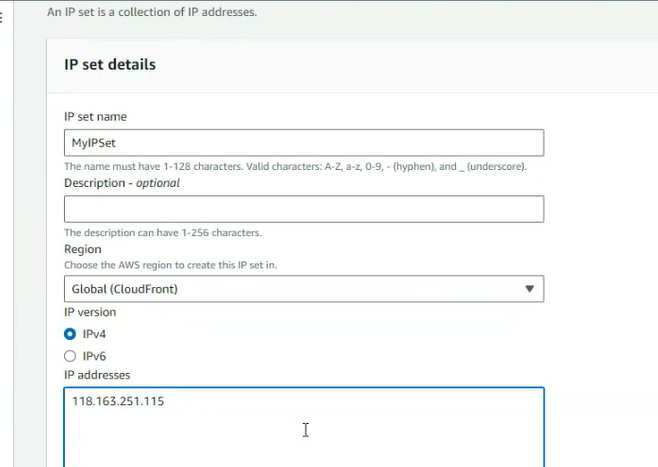 An IP set is a collection of IP addresses.
IP set details
IP set name
MyIPSet
The name must have 1-128 characters. Valid characters: A-Z, a-z, 0-9, - (hyphen), and _ (underscore).
Description - optional
The description can have 1-256 characters.
Region
Choose the AWS region to create this IP set in.
Global (CloudFront)
IP version
IPv4
IPv6
IP addresses
118.163.251.115